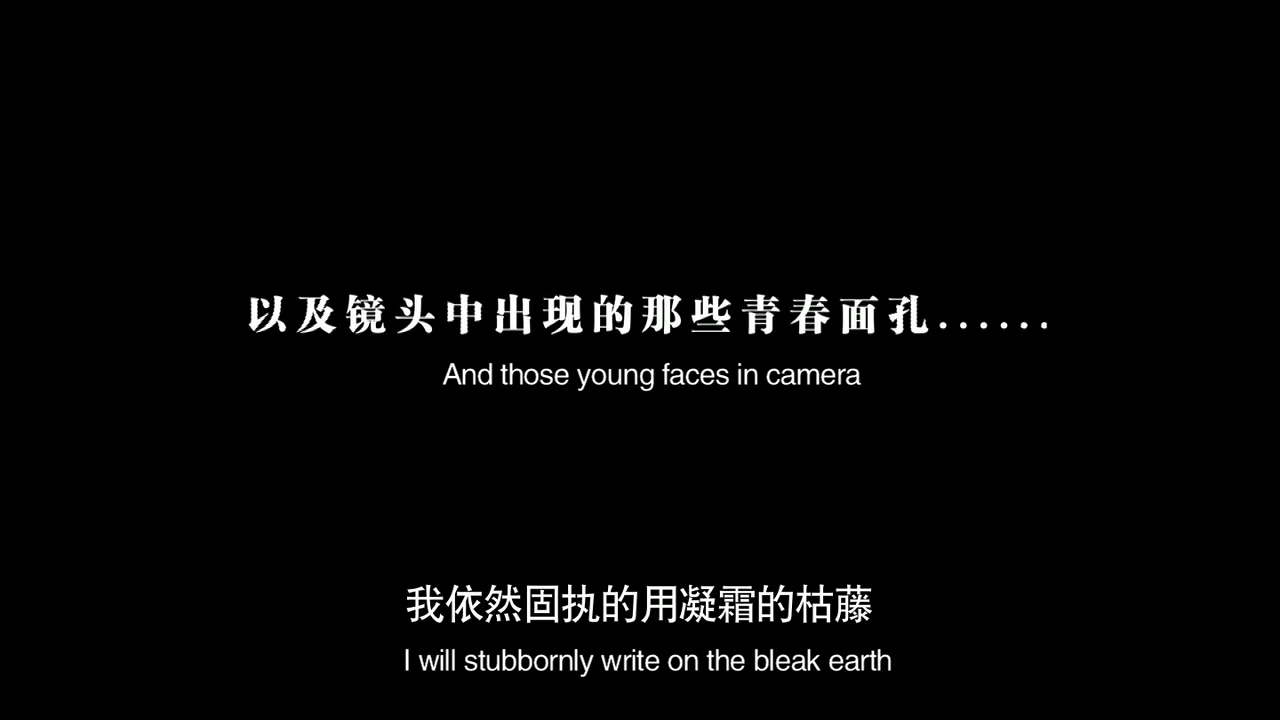 以及镜头中出现的那些青春面孔......
And those young faces in camera
我依然固执的用凝霜的枯藤
I will stubbornly write on the bleak earth